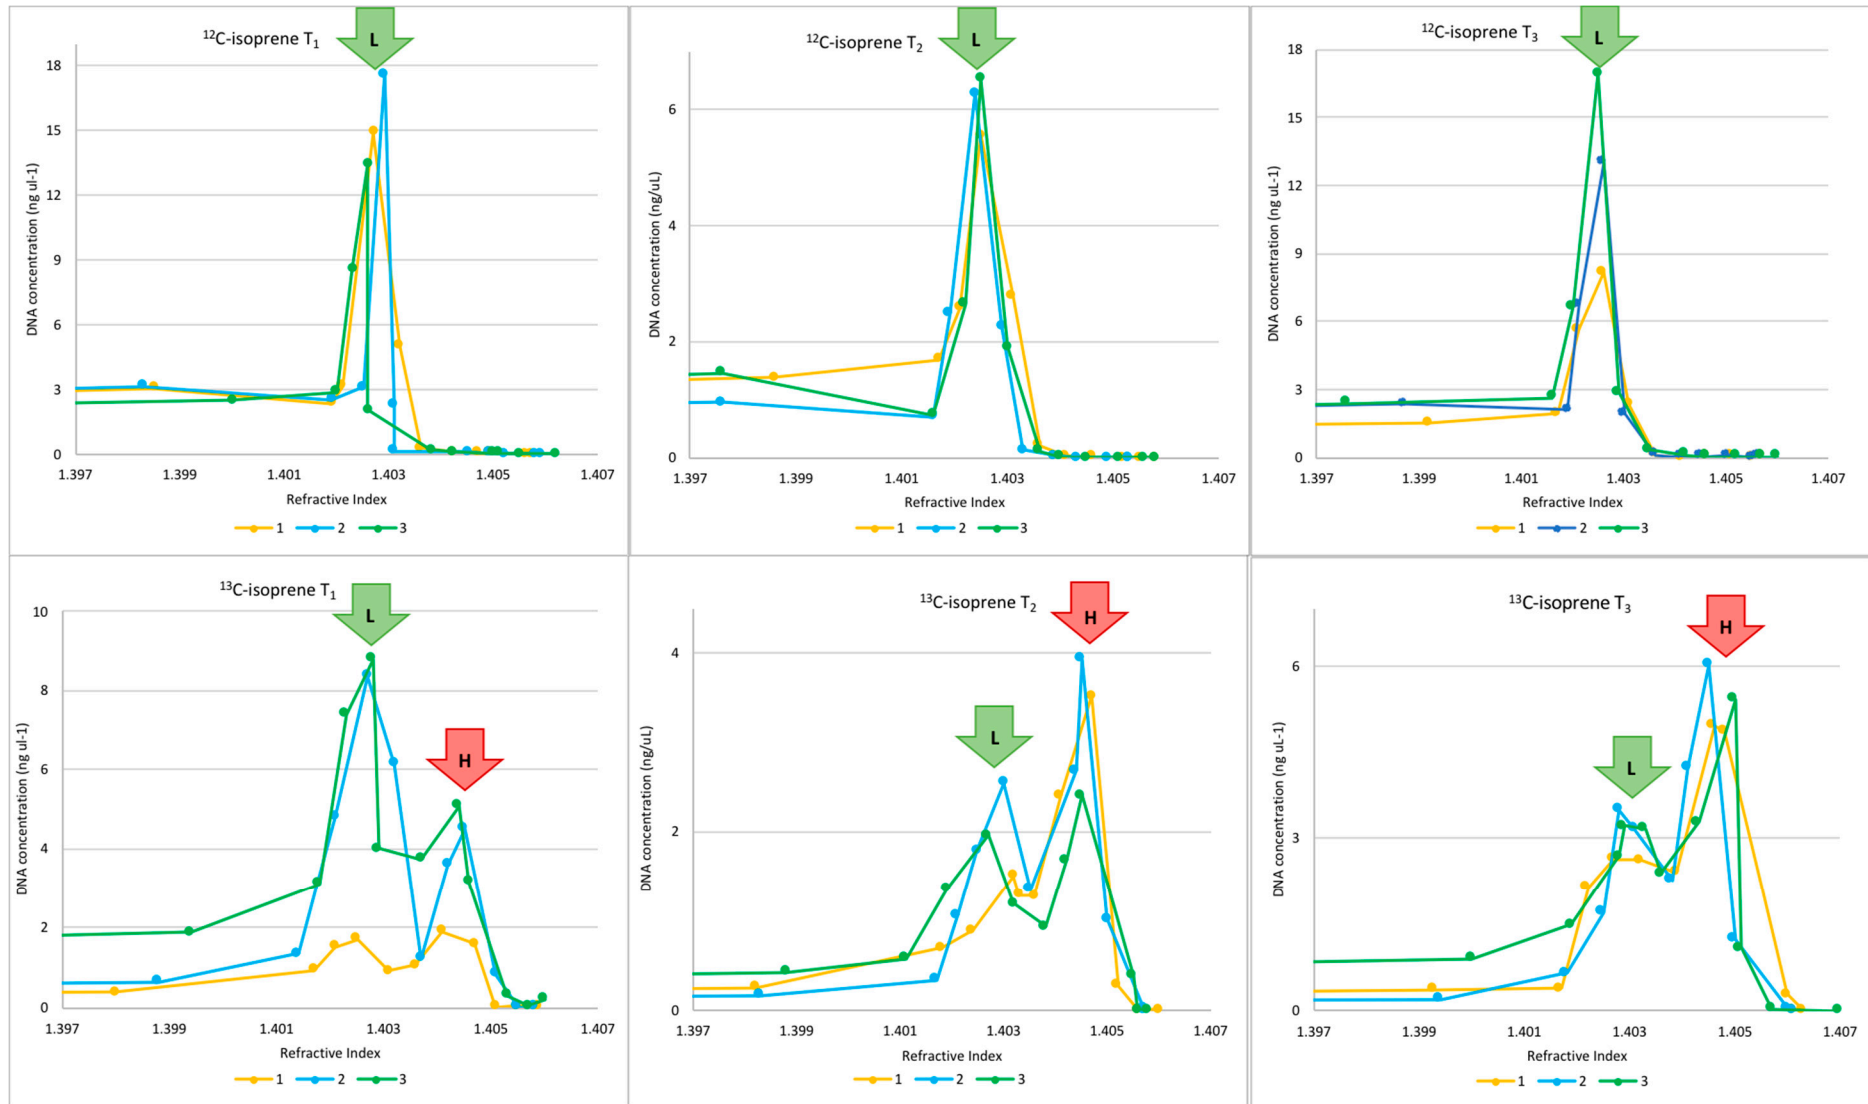 ¹²C-isoprene T₁
L
DNA concentration (ng ul-1)
18
15
12
9
6
3
0
1.397 1.399 1.401 1.403 1.405 1.407
Refractive Index
1 2 3
¹²C-isoprene T₂
L
DNA concentration (ng/uL)
6
4
2
0
1.397 1.399 1.401 1.403 1.405 1.407
Refractive Index
1 2 3
¹²C-isoprene T₃
L
DNA concentration (ng uL-1)
18
15
12
9
6
3
0
1.397 1.399 1.401 1.403 1.405 1.407
Refractive Index
1 2 3
¹³C-isoprene T₁
L
H
DNA concentration (ng ul-1)
10
8
6
4
2
0
1.397 1.399 1.401 1.403 1.405 1.407
Refractive Index
1 2 3
¹³C-isoprene T₂
H
L
DNA concentration (ng/uL)
4
2
0
1.397 1.399 1.401 1.403 1.405 1.407
Refractive Index
1 2 3
¹³C-isoprene T₃
H
L
DNA concentration (ng uL-1)
6
3
0
1.397 1.399 1.401 1.403 1.405 1.407
Refractive Index
1 2 3